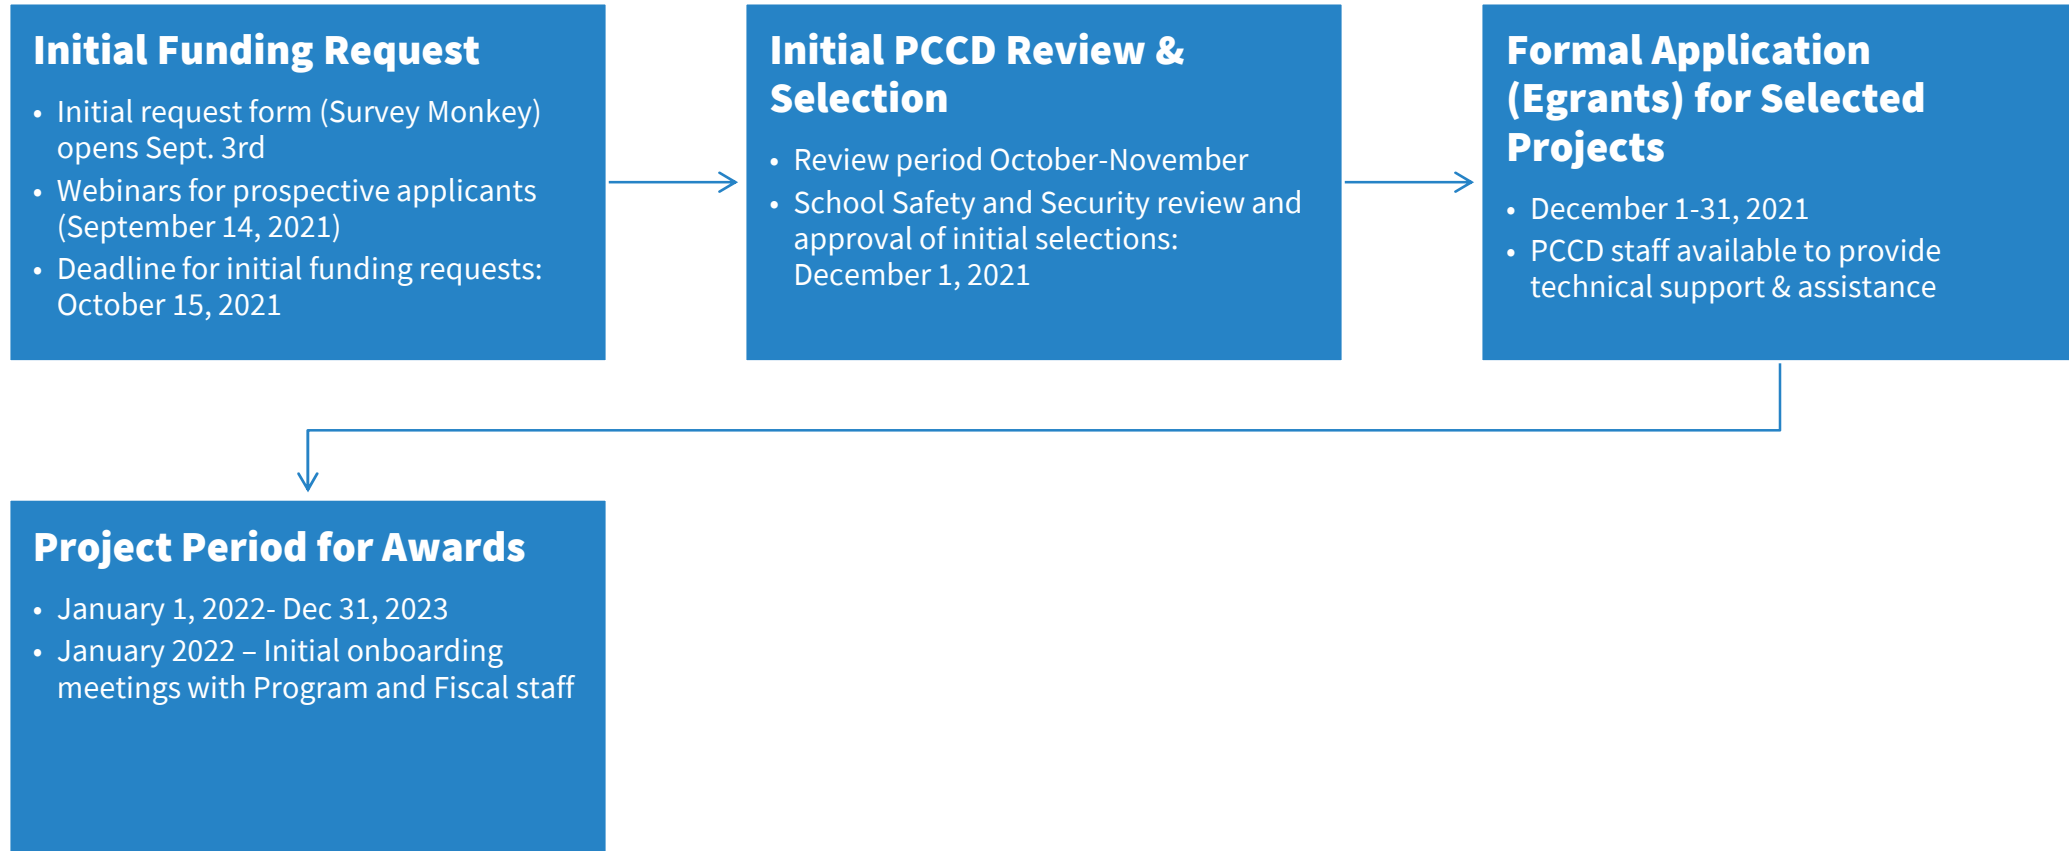 Initial Funding Request
• Initial request form (Survey Monkey)
opens Sept. 3rd
• Webinars for prospective applicants
(September 14, 2021)
• Deadline for initial funding requests:
October 15, 2021
Initial PCCD Review &
Selection
• Review period October-November
• School Safety and Security review and
approval of initial selections:
December 1, 2021
Formal Application
(Egrants) for Selected
Projects
• December 1-31, 2021
• PCCD staff available to provide
technical support & assistance
Project Period for Awards
• January 1, 2022- Dec 31, 2023
• January 2022 – Initial onboarding
meetings with Program and Fiscal staff